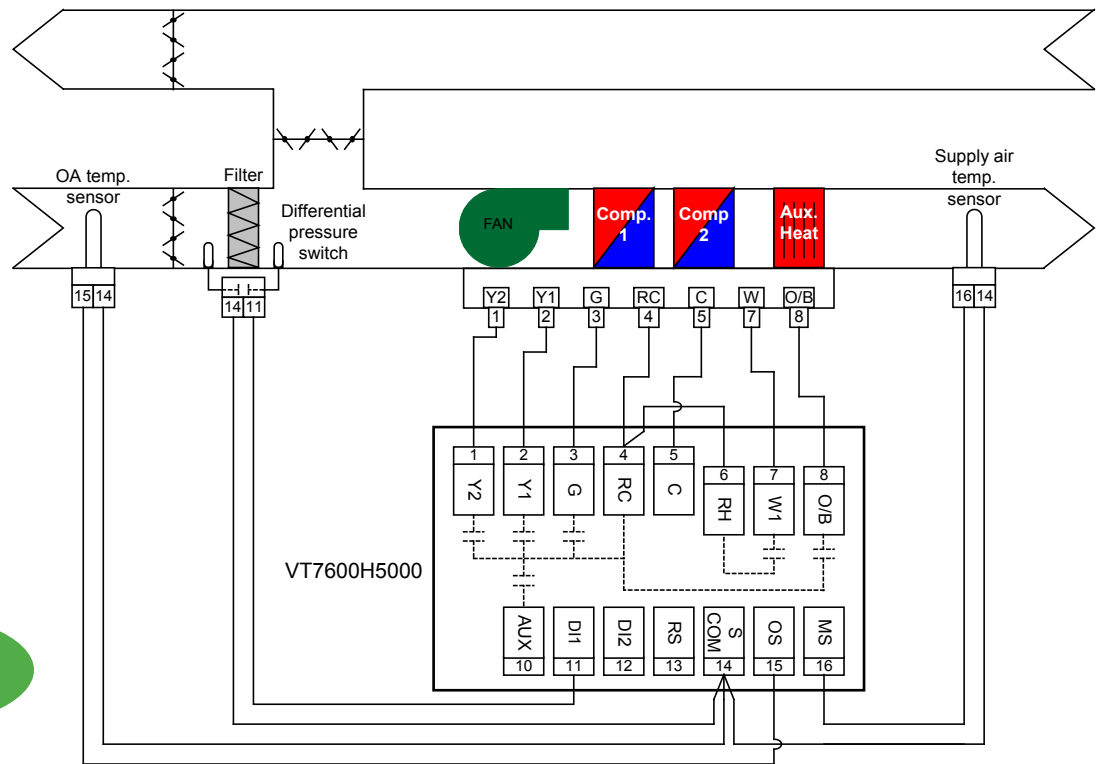 OA temp.
sensor
Filter
Differential
pressure
switch
FAN
Comp.
1
Comp
2
Aux.
Heat
Supply air
temp.
sensor
15 14
14 11
16 14
Y2 Y1 G RC C W O/B
1 2 3 4 5 7 8
1 2 3 4 5
Y2 Y1 G RC C
6 7 8
RH W1 O/B
VT7600H5000
AUX DI1 DI2 RS S COM OS MS
10 11 12 13 14 15 16